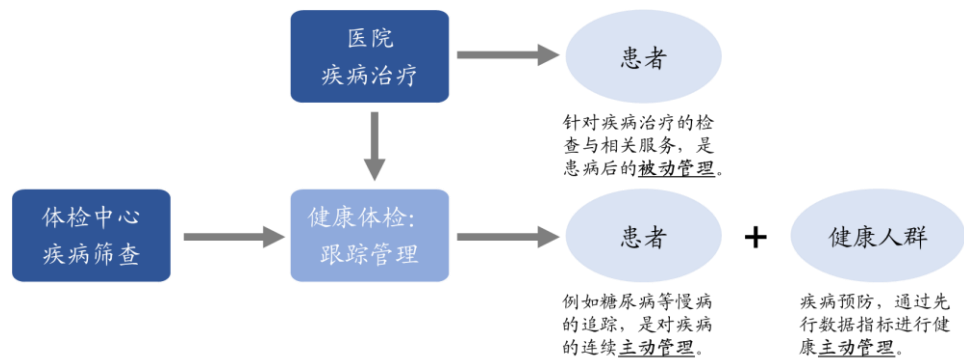 医院
疾病治疗
患者
针对疾病治疗的检
查与相关服务，是
患病后的被动管理。
体检中心
疾病筛查
健康体检：
跟踪管理
患者
+
健康人群
例如糖尿病等慢病
的追踪，是对疾病
的连续主动管理。
疾病预防，通过先
行数据指标进行健
康主动管理。